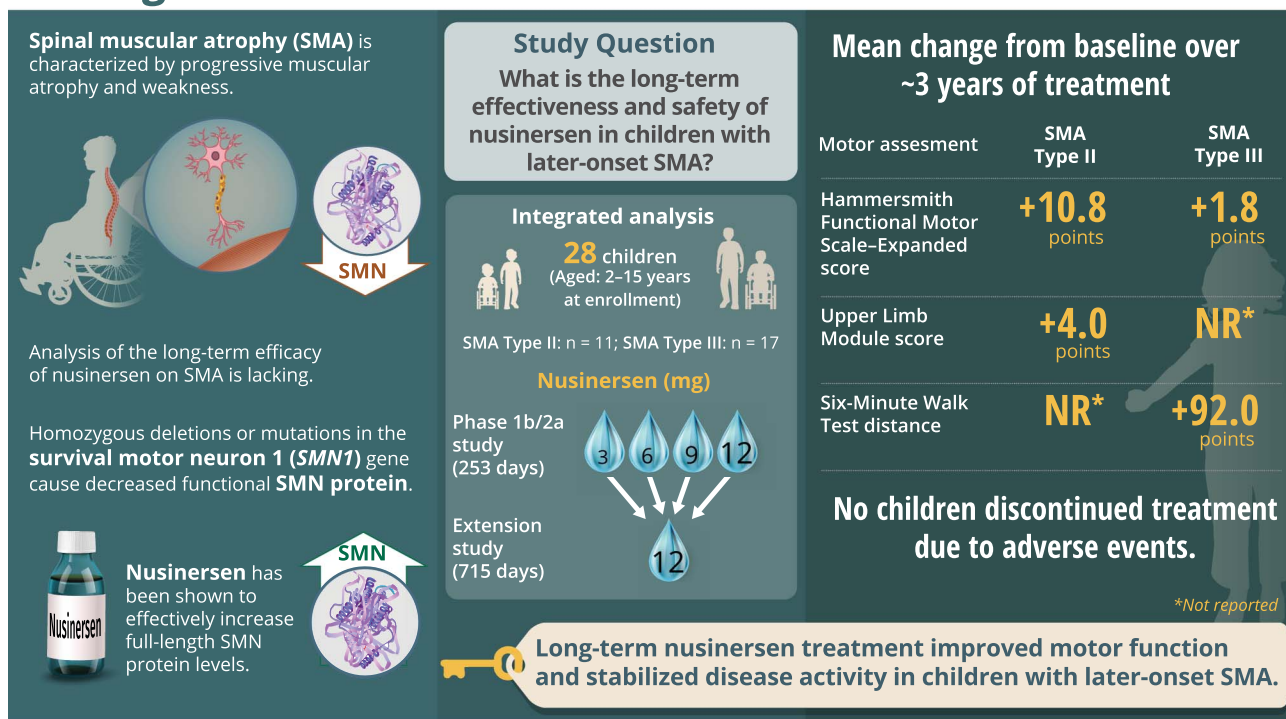 Spinal muscular atrophy (SMA) is
characterized by progressive muscular
atrophy and weakness.
SMN
Analysis of the long-term efficacy
of nusinersen on SMA is lacking.
Homozygous deletions or mutations in the
survival motor neuron 1 (SMN1) gene
cause decreased functional SMN protein.
Nusinersen
Nusinersen has
been shown to
effectively increase
full-length SMN
protein levels.
SMN
Study Question
What is the long-term
effectiveness and safety of
nusinersen in children with
later-onset SMA?
Integrated analysis
28 children
(Aged: 2–15 years
at enrollment)
SMA Type II: n = 11; SMA Type III: n = 17
Nusinersen (mg)
Phase 1b/2a
study
(253 days)
3 6 9 12
Extension
study
(715 days)
12
Mean change from baseline over
~3 years of treatment
Motor assesment
SMA
Type II
SMA
Type III
Hammersmith
Functional Motor
Scale–Expanded
score
+10.8
points
+1.8
points
Upper Limb
Module score
+4.0
points
NR*
Six-Minute Walk
Test distance
NR*
+92.0
points
No children discontinued treatment
due to adverse events.
*Not reported
Long-term nusinersen treatment improved motor function
and stabilized disease activity in children with later-onset SMA.